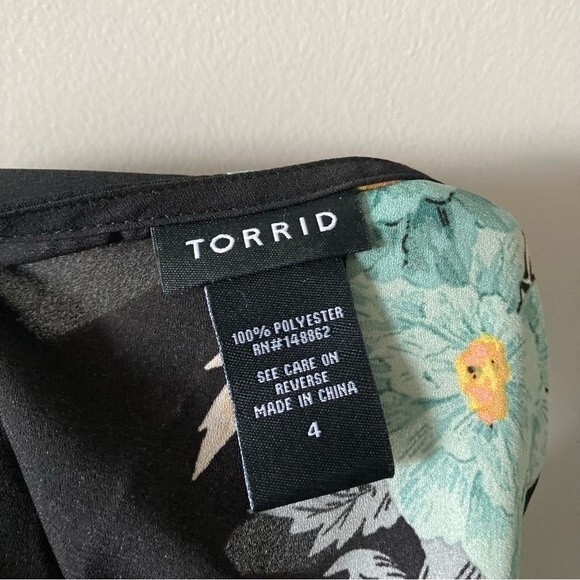 TORRID
100% POLYESTER
RN#148862
SEE CARE ON
REVERSE
MADE IN CHINA
4